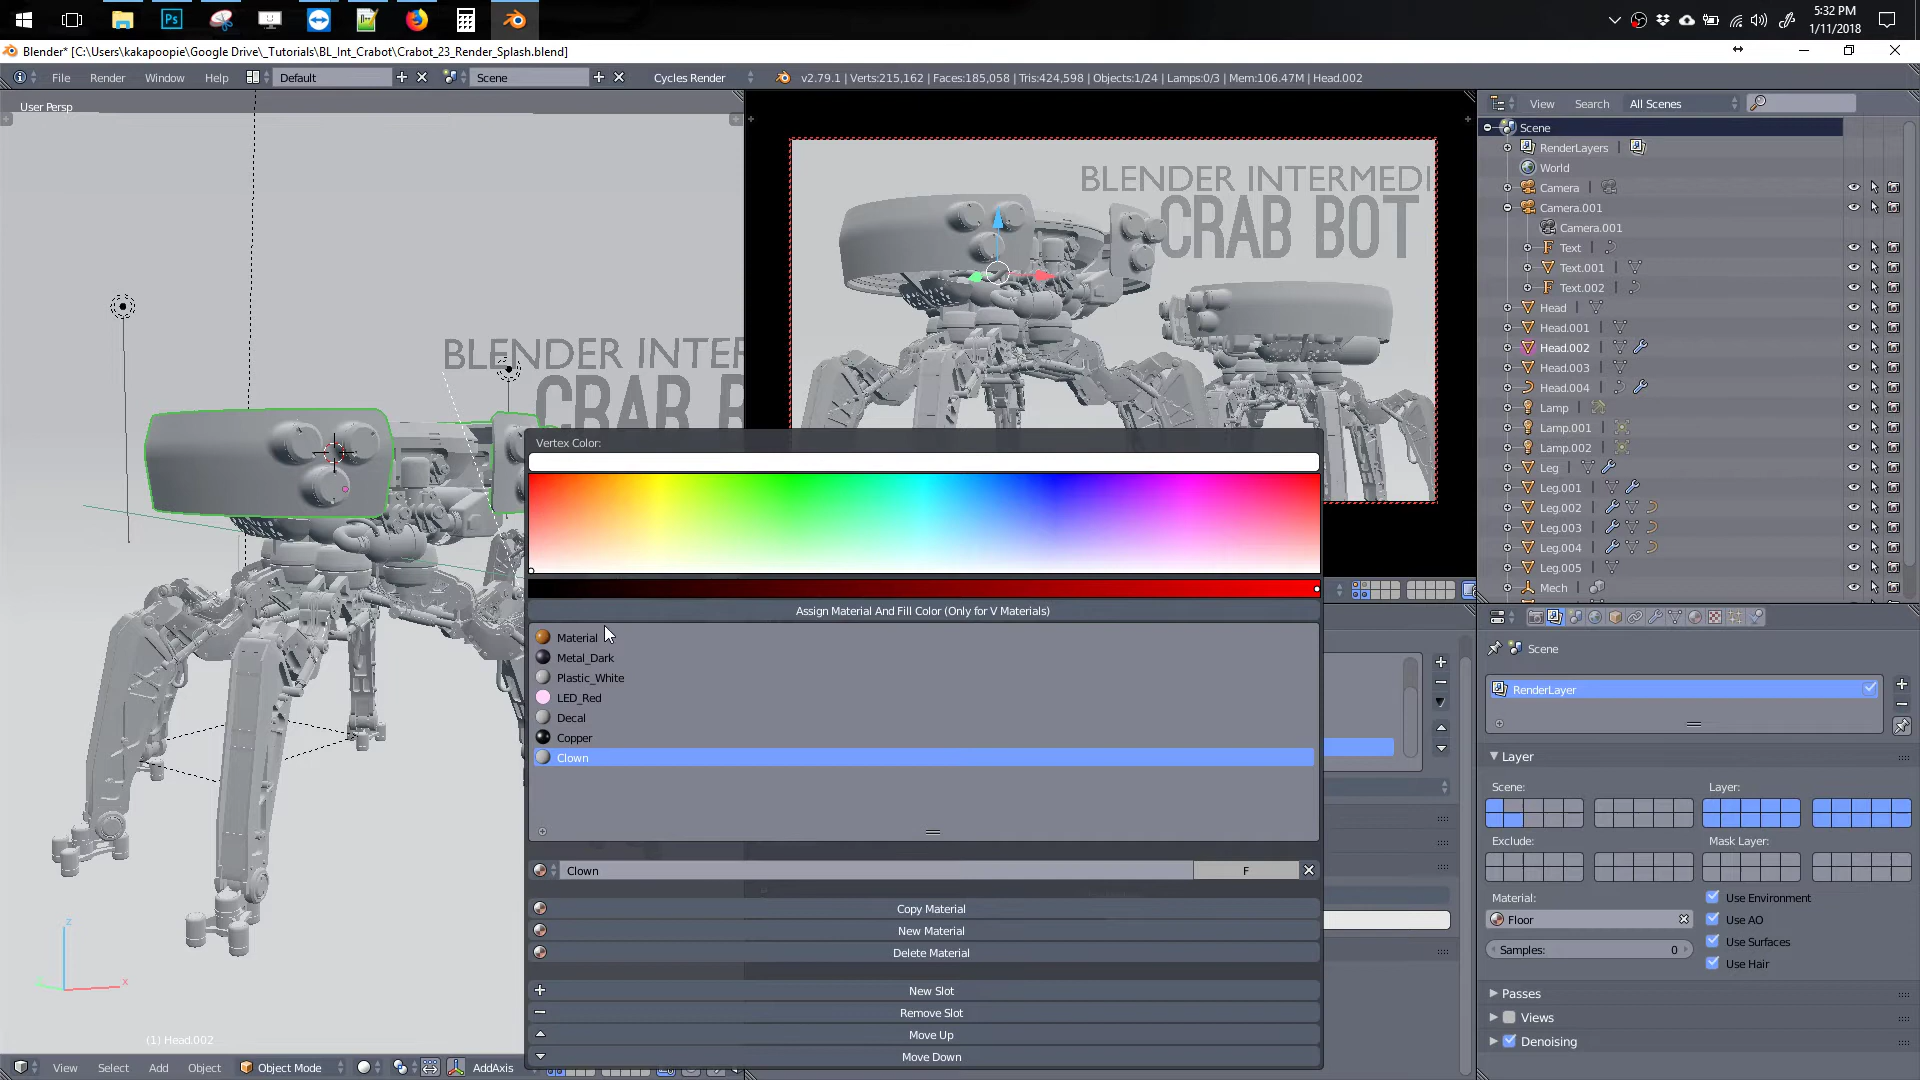 5:32 PM
1/11/2018
Blender* [C:\Users\kakapoopie\Google Drive\_Tutorials\BL_Int_Crabot\Crabot_23_Render_Splash.blend]
File Render Window Help Default Scene Cycles Render v2.79.1 | Verts:215,162 | Faces:185,058 | Tris:424,598 | Objects:1/24 | Lamps:0/3 | Mem:106.47M | Head.002
User Persp
BLENDER INTER
CRAB B
(1) Head.002
View Select Add Object Object Mode AddAxis
BLENDER INTERMEDI
CRAB BOT
Vertex Color:
Assign Material And Fill Color (Only for V Materials)
Material
Metal_Dark
Plastic_White
LED_Red
Decal
Copper
Clown
Clown F
Copy Material
New Material
Delete Material
New Slot
Remove Slot
Move Up
Move Down
View Search All Scenes
Scene
RenderLayers
World
Camera
Camera.001
Camera.001
Text
Text.001
Text.002
Head
Head.001
Head.002
Head.003
Head.004
Lamp
Lamp.001
Lamp.002
Leg
Leg.001
Leg.002
Leg.003
Leg.004
Leg.005
Mech
Scene
RenderLayer
Layer
Scene: Layer:
Exclude: Mask Layer:
Material:
Floor
Samples: 0
Use Environment
Use AO
Use Surfaces
Use Hair
Passes
Views
Denoising
x
z